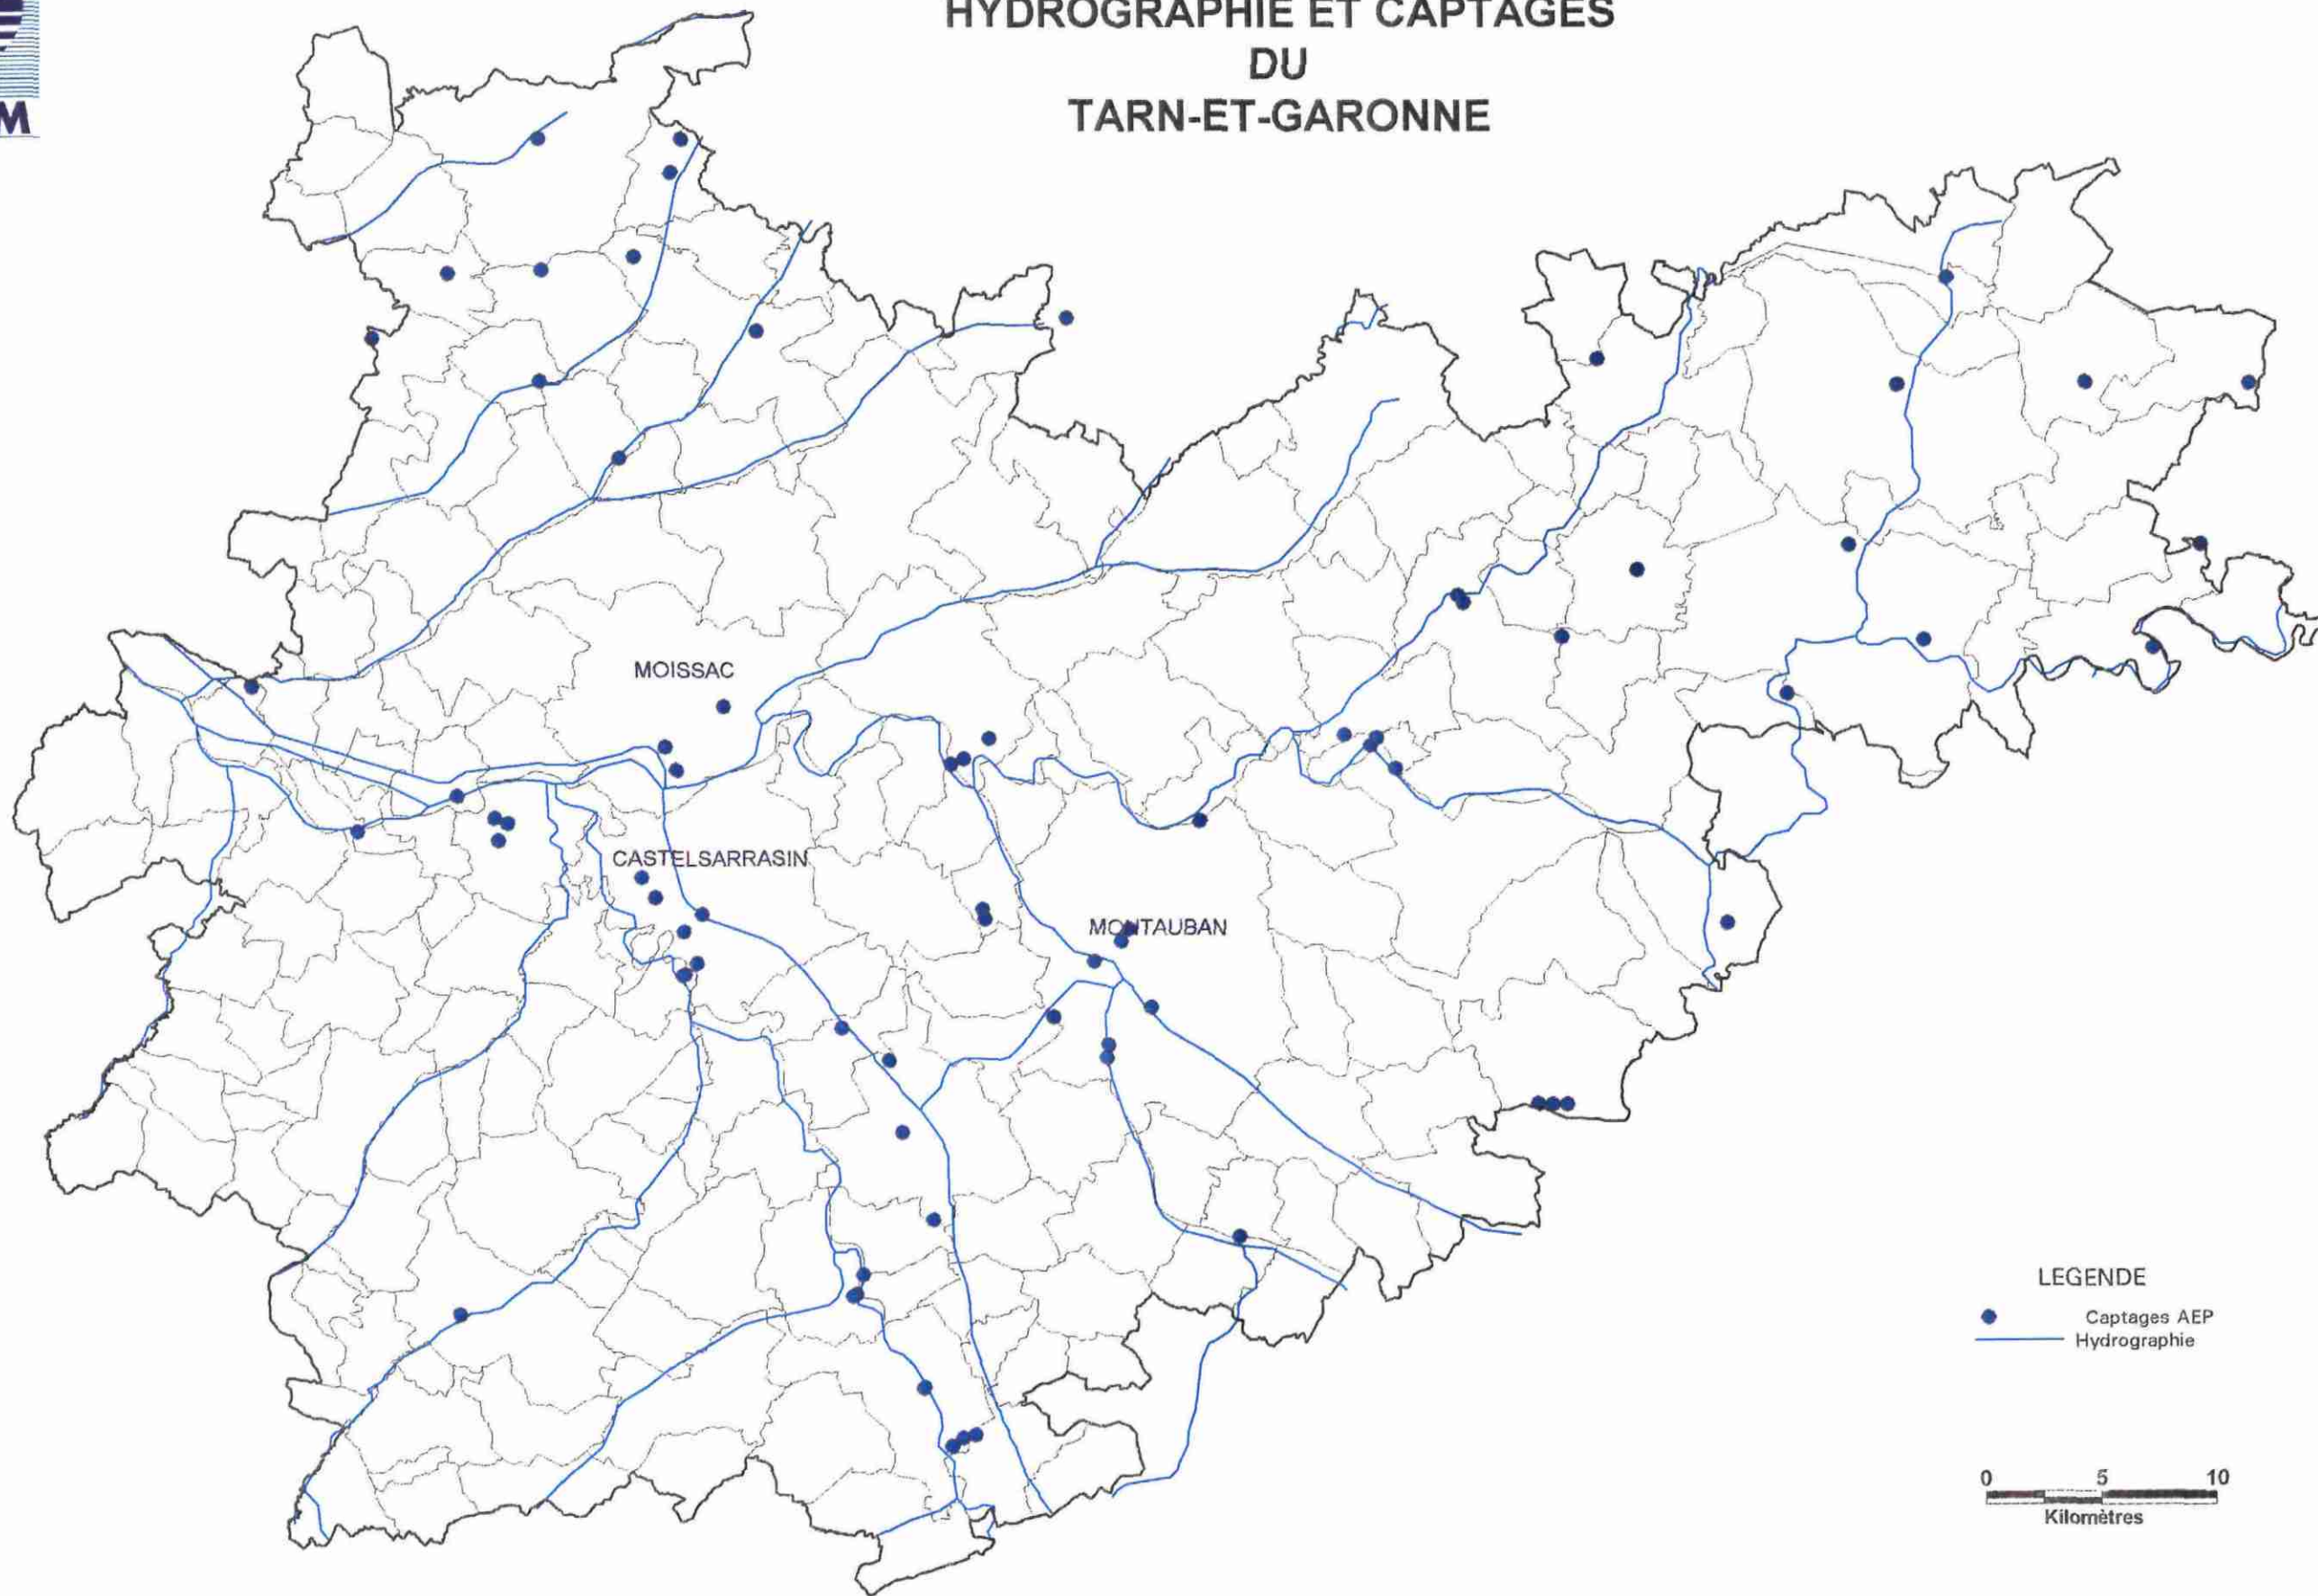 M
HYDROGRAPHIE ET CAPTAGES
DU
TARN-ET-GARONNE
MOISSAC
CASTELSARRASIN
MONTAUBAN
LEGENDE
Captages AEP
Hydrographie
0 5 10
Kilomètres